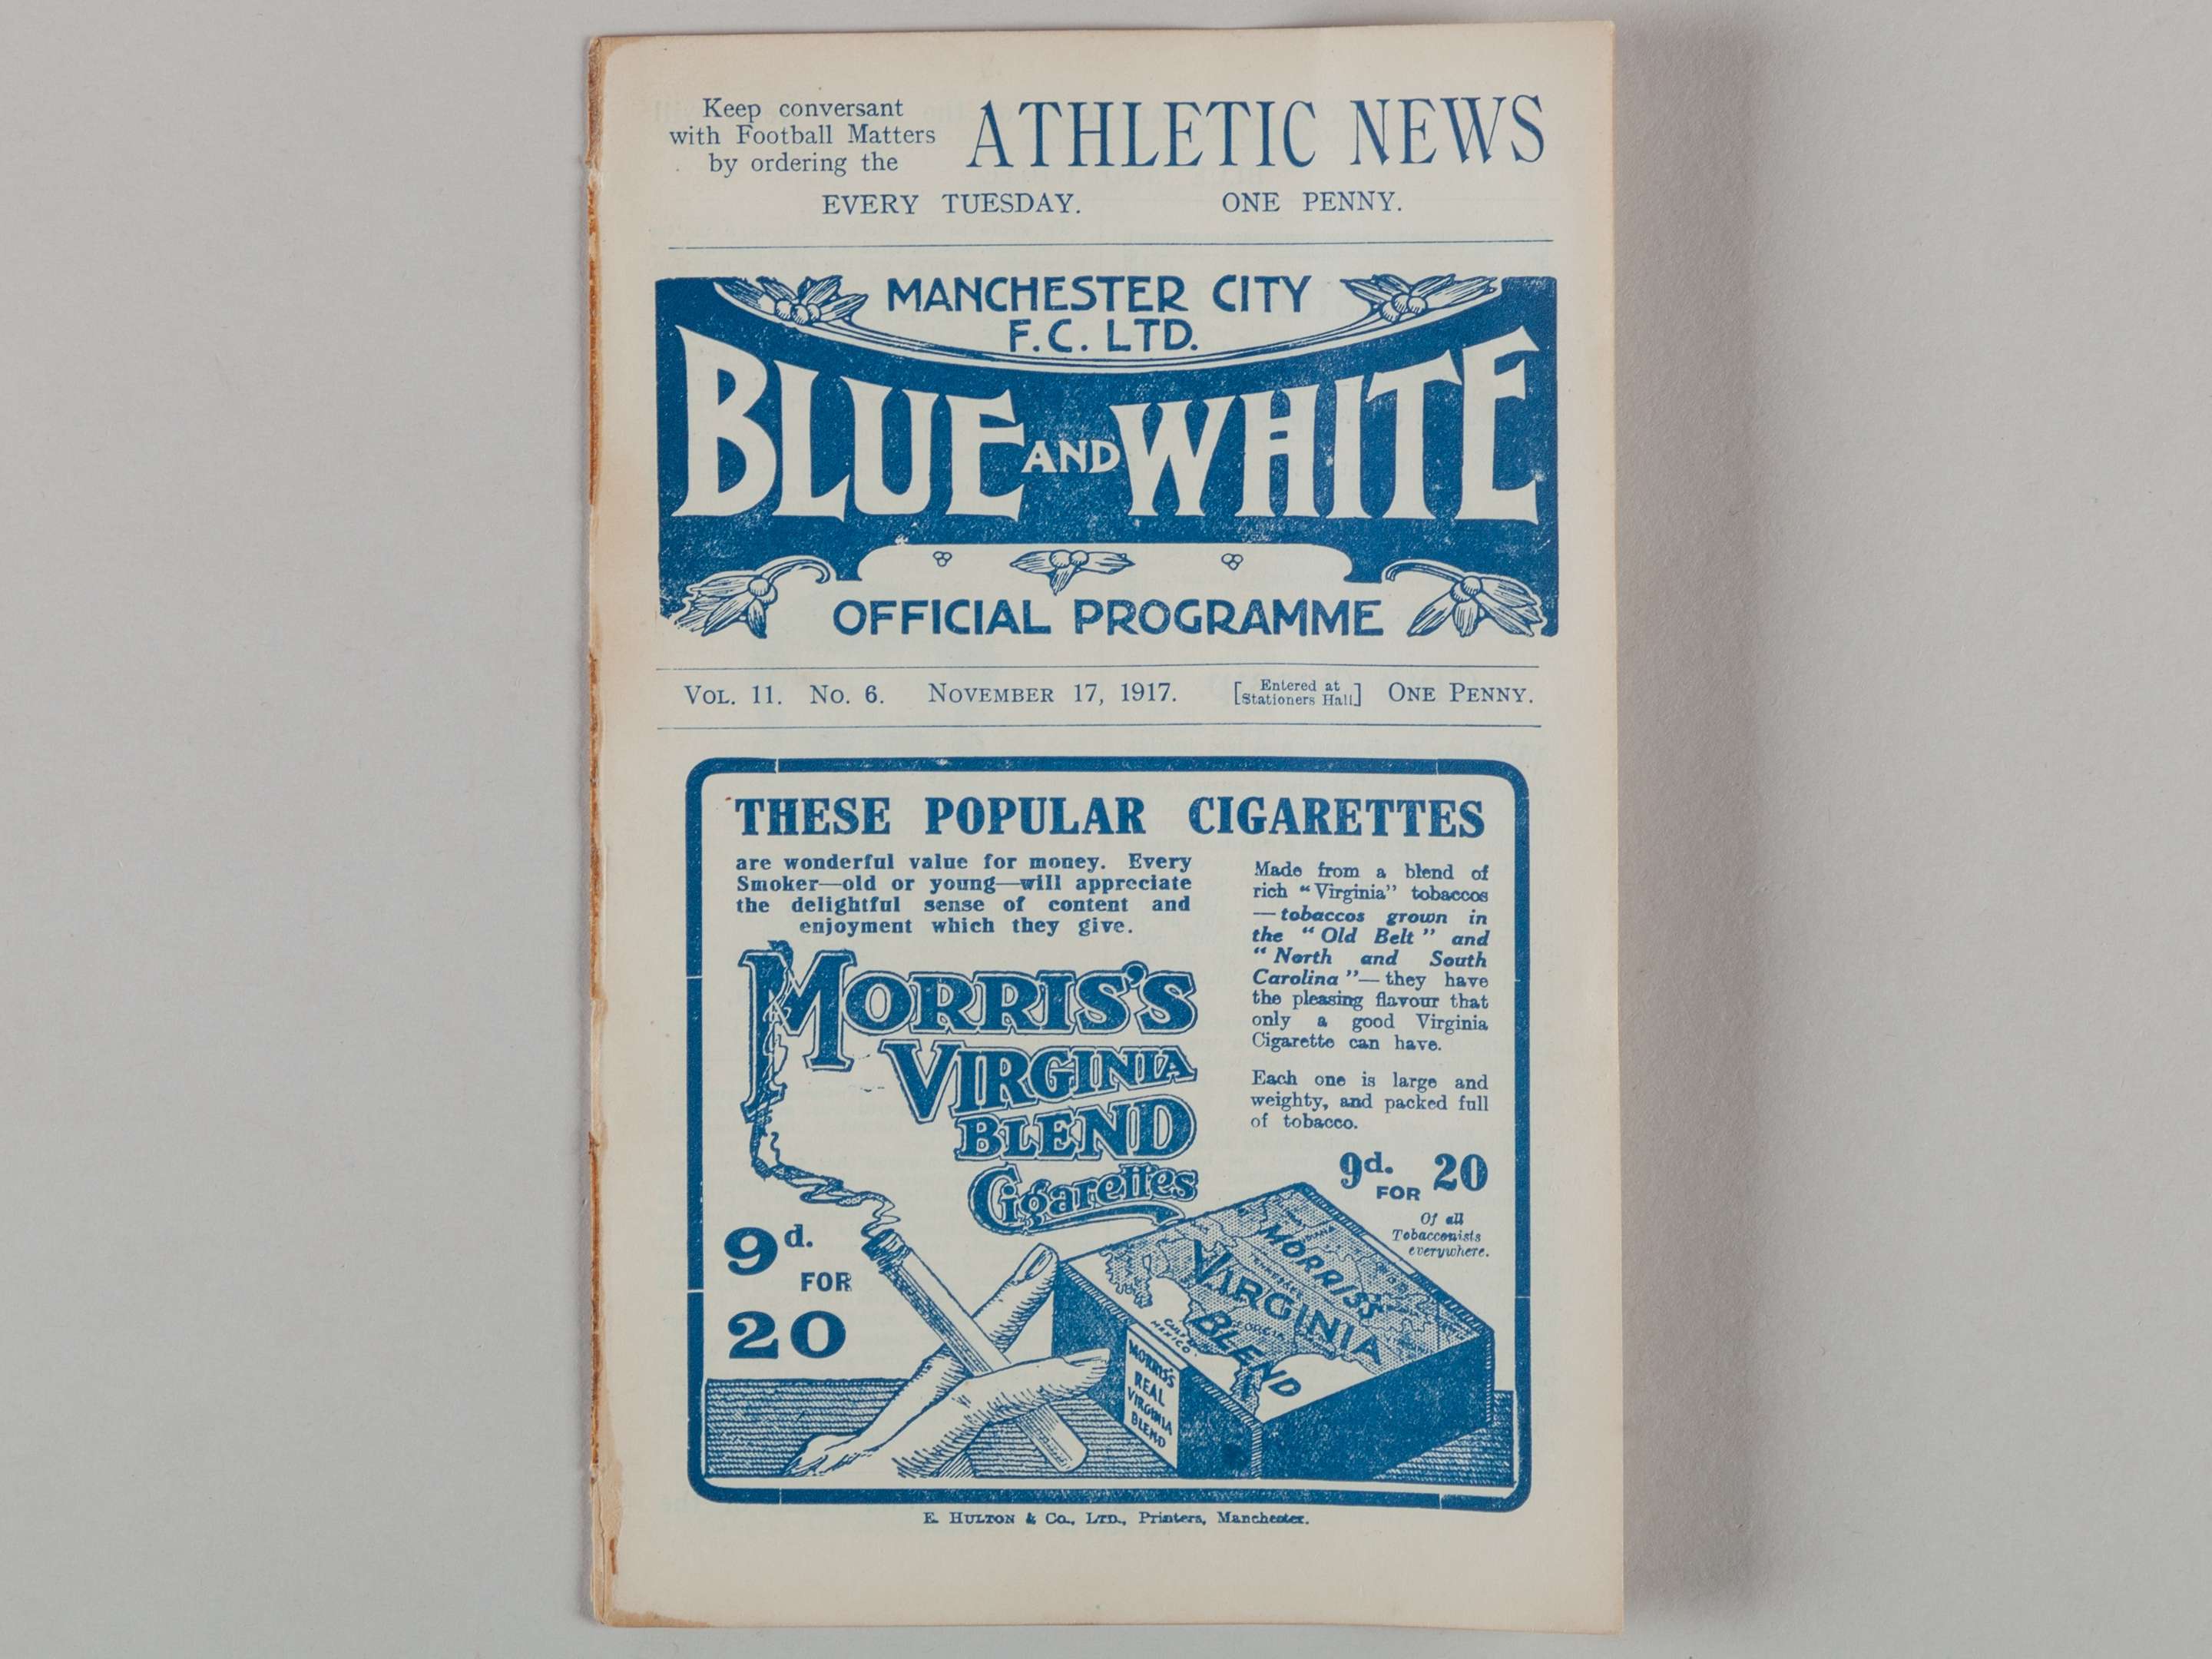 Keep conversant
with Football Matters
by ordering the
ATHLETIC NEWS
EVERY TUESDAY. ONE PENNY.
MANCHESTER CITY
F.C. LTD.
BLUE AND WHITE
OFFICIAL PROGRAMME
VOL. 11. NO. 6. NOVEMBER 17, 1917. [Entered at Stationers Hall] ONE PENNY.
THESE POPULAR CIGARETTES
are wonderful value for money. Every
Smoker—old or young—will appreciate
the delightful sense of content and
enjoyment which they give.
MORRIS'S
VIRGINIA
BLEND
Cigarettes
9d.
FOR
20
Made from a blend of
rich “Virginia” tobaccos
—tobaccos grown in
the “Old Belt” and
“North and South
Carolina”—they have
the pleasing flavour that
only a good Virginia
Cigarette can have.
Each one is large and
weighty, and packed full
of tobacco.
9d. FOR 20
Of all
Tobacconists
everywhere.
MORRIS'S
VIRGINIA
BLEND
MEXICO
MORRIS'S
REAL
VIRGINIA
BLEND
E. HULTON & CO., LTD., Printers, Manchester.